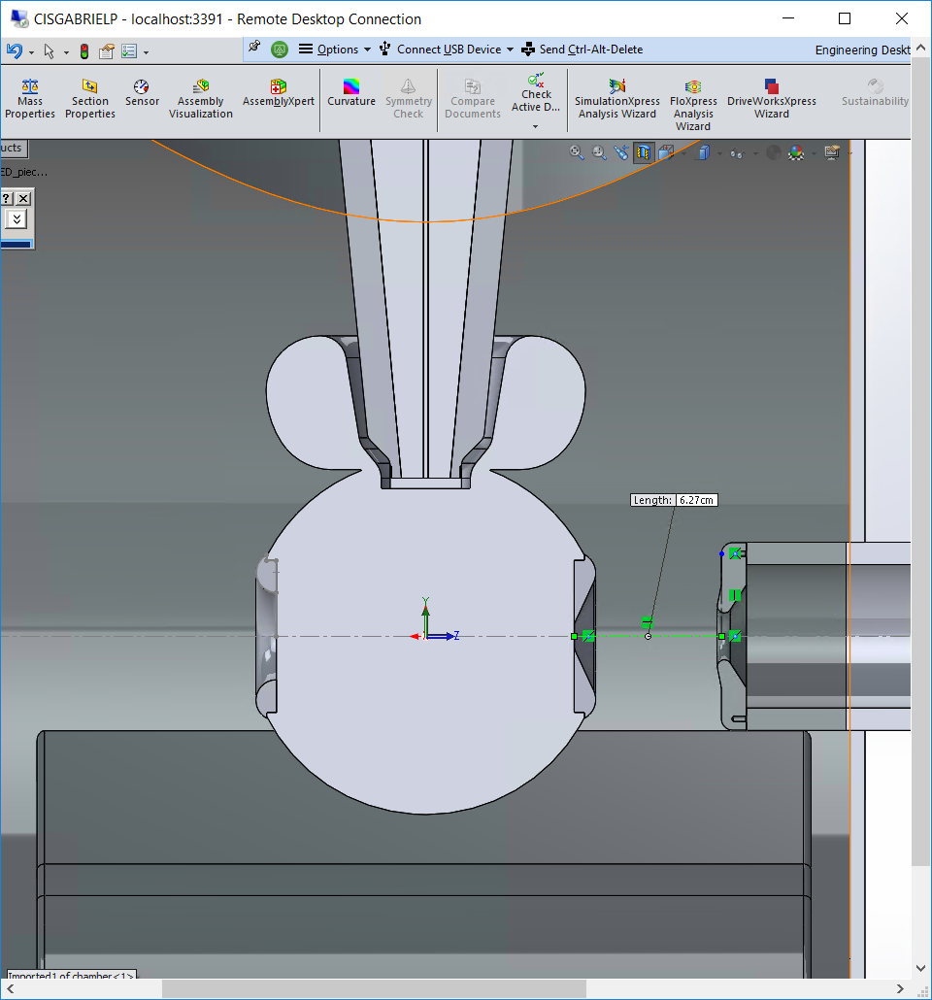 CISGABRIELP - localhost:3391 - Remote Desktop Connection
Options Connect USB Device Send Ctrl-Alt-Delete Engineering Deskt
Mass Properties
Section Properties
Sensor
Assembly Visualization
AssemblyXpert
Curvature
Symmetry Check
Compare Documents
Check Active D...
SimulationXpress Analysis Wizard
FloXpress Analysis Wizard
DriveWorksXpress Wizard
Sustainability
ucts
ED_piec...
?
Length: 6.27cm
Y
Z
Imported1 of chamber<1>